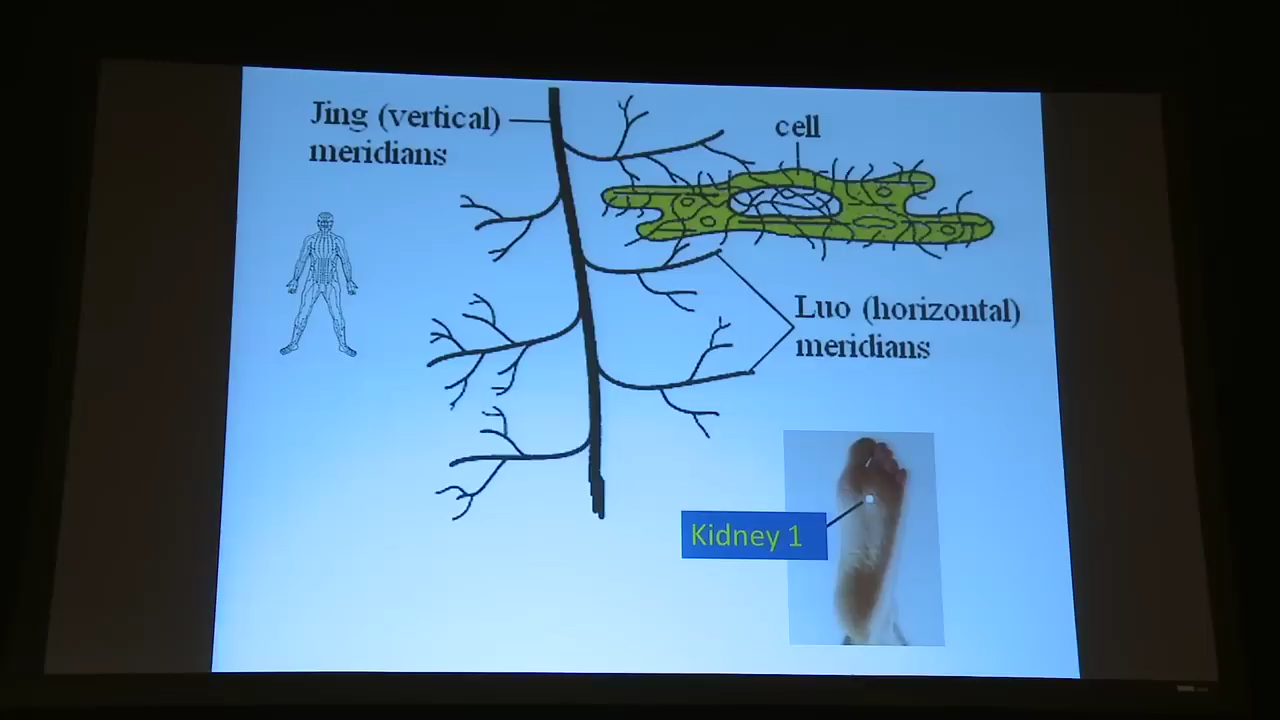 Jing (vertical)
meridians
cell
Luo (horizontal)
meridians
Kidney 1